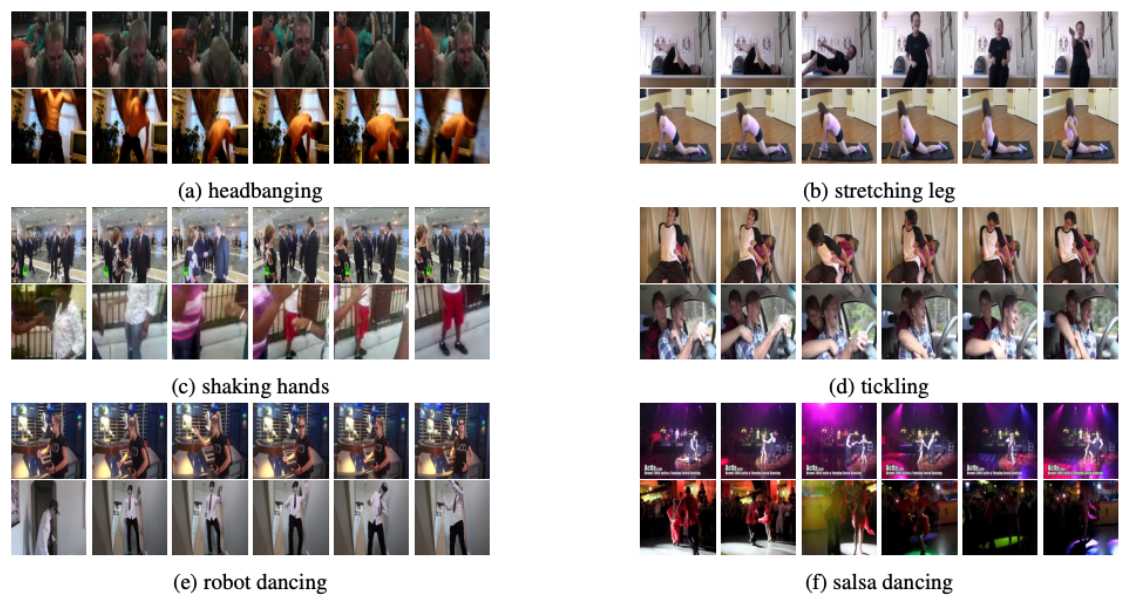 (a) headbanging
(b) stretching leg
(c) shaking hands
(d) tickling
(e) robot dancing
(f) salsa dancing